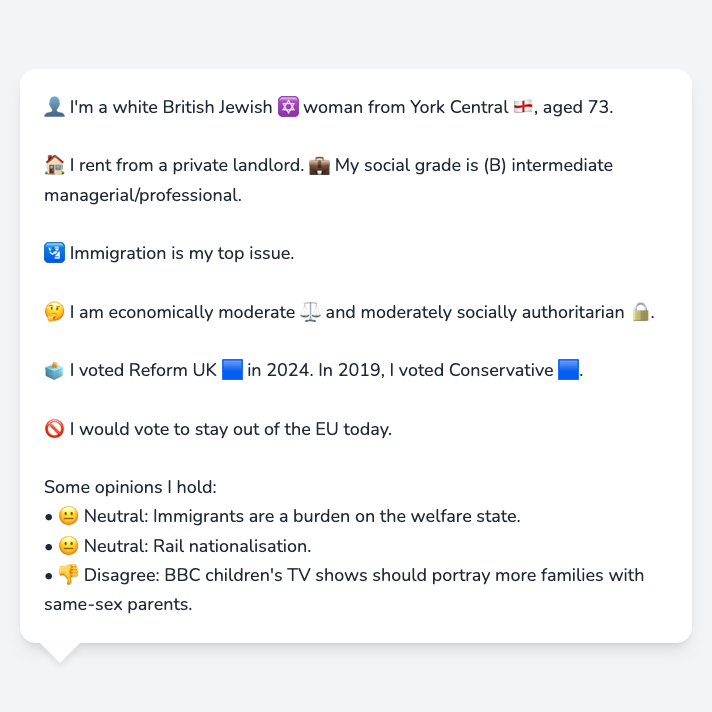 👤 I'm a white British Jewish ✡️ woman from York Central 🏴󠁧󠁢󠁥󠁮󠁧󠁿, aged 73.
🏠 I rent from a private landlord. 💼 My social grade is (B) intermediate
managerial/professional.
🛂 Immigration is my top issue.
🤔 I am economically moderate ⚖️ and moderately socially authoritarian 🔒.
🗳️ I voted Reform UK 🟦 in 2024. In 2019, I voted Conservative 🟦.
🚫 I would vote to stay out of the EU today.
Some opinions I hold:
• 😐 Neutral: Immigrants are a burden on the welfare state.
• 😐 Neutral: Rail nationalisation.
• 👎 Disagree: BBC children's TV shows should portray more families with
same-sex parents.